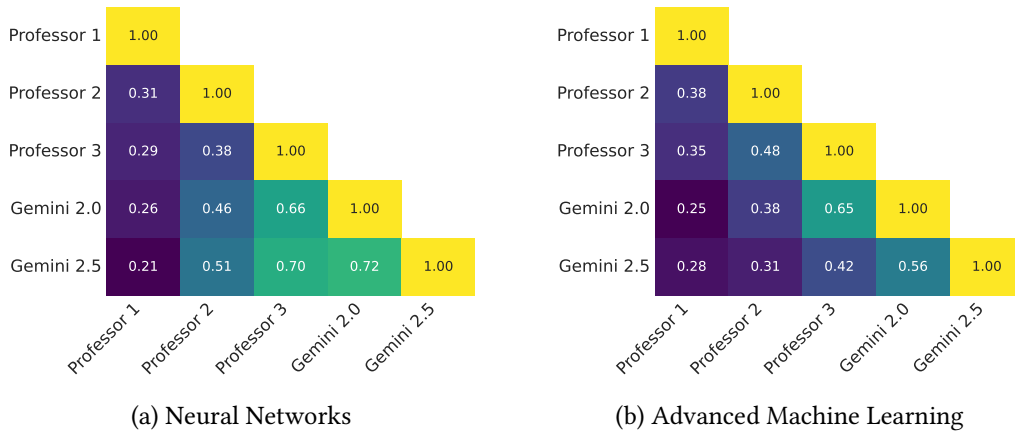 Professor 1 1.00
Professor 2 0.31 1.00
Professor 3 0.29 0.38 1.00
Gemini 2.0 0.26 0.46 0.66 1.00
Gemini 2.5 0.21 0.51 0.70 0.72 1.00
Professor 1 Professor 2 Professor 3 Gemini 2.0 Gemini 2.5
(a) Neural Networks
Professor 1 1.00
Professor 2 0.38 1.00
Professor 3 0.35 0.48 1.00
Gemini 2.0 0.25 0.38 0.65 1.00
Gemini 2.5 0.28 0.31 0.42 0.56 1.00
Professor 1 Professor 2 Professor 3 Gemini 2.0 Gemini 2.5
(b) Advanced Machine Learning